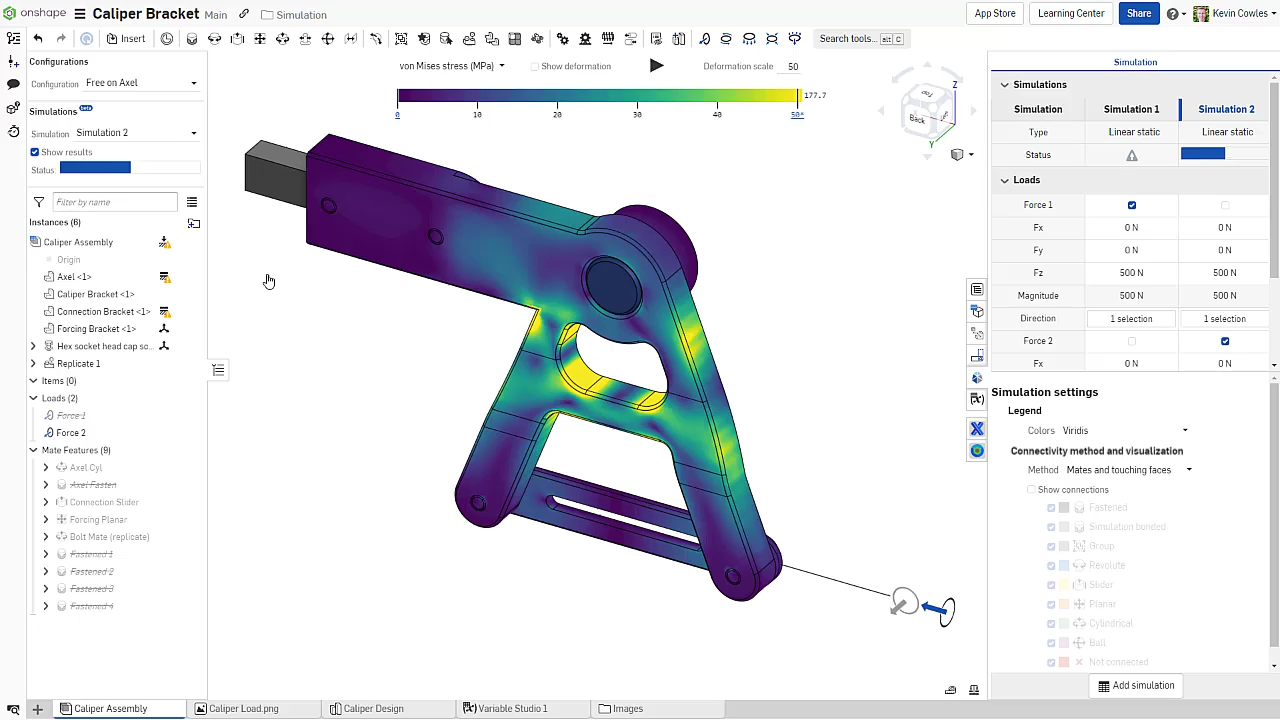 onshape Caliper Bracket Main Simulation App Store Learning Center Share Kevin Cowles
Insert Search tools... alt C
Configurations
Configuration Free on Axel
Simulations beta
Simulation Simulation 2
Show results
Status:
Filter by name
Instances (6)
Caliper Assembly
Origin
Axel <1>
Caliper Bracket <1>
Connection Bracket <1>
Forcing Bracket <1>
Hex socket head cap sc...
Replicate 1
Items (0)
Loads (2)
Force 1
Force 2
Mate Features (9)
Axel Cyl
Axel Fasten
Connection Slider
Forcing Planar
Bolt Mate (replicate)
Fastened 1
Fastened 2
Fastened 3
Fastened 4
von Mises stress (MPa) Show deformation Deformation scale 50
177.7
0 10 20 30 40 50*
Z
Top
Back
Y
Simulation
Simulations
Simulation Simulation 1 Simulation 2
Type Linear static Linear static
Status
Loads
Force 1
Fx 0 N 0 N
Fy 0 N 0 N
Fz 500 N 500 N
Magnitude 500 N 500 N
Direction 1 selection 1 selection
Force 2
Fx 0 N 0 N
Simulation settings
Legend
Colors Viridis
Connectivity method and visualization
Method Mates and touching faces
Show connections
Fastened
Simulation bonded
Group
Revolute
Slider
Planar
Cylindrical
Ball
Not connected
Add simulation
Caliper Assembly Caliper Load.png Caliper Design Variable Studio 1 Images